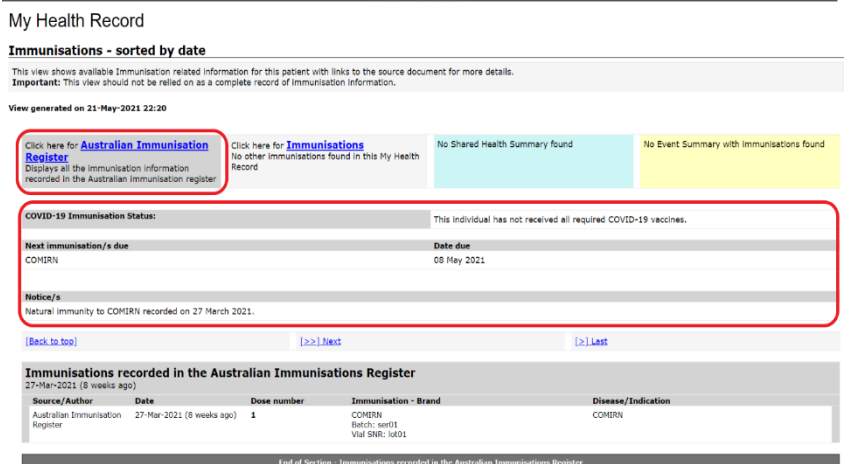 My Health Record
Immunisations - sorted by date
This view shows available Immunisation related information for this patient with links to the source document for more details.
Important: This view should not be relied on as a complete record of immunisation information.
View generated on 21-May-2021 22:20
Click here for Australian Immunisation
Register
Displays all the immunisation information
recorded in the Australian immunisation register
Click here for Immunisations
No other immunisations found in this My Health
Record
No Shared Health Summary found
No Event Summary with immunisations found
COVID-19 Immunisation Status:
This individual has not received all required COVID-19 vaccines.
Next immunisation/s due
Date due
COMIRN
08 May 2021
Notice/s
Natural immunity to COMIRN recorded on 27 March 2021.
[Back to top]
[>>] Next
[>] Last
Immunisations recorded in the Australian Immunisations Register
27-Mar-2021 (8 weeks ago)
Source/Author Date Dose number Immunisation - Brand Disease/Indication
Australian Immunisation Register
27-Mar-2021 (8 weeks ago)
1
COMIRN
Batch: ser01
Vial SNR: lot01
COMIRN
End of Section - Immunisations recorded in the Australian Immunisations Register